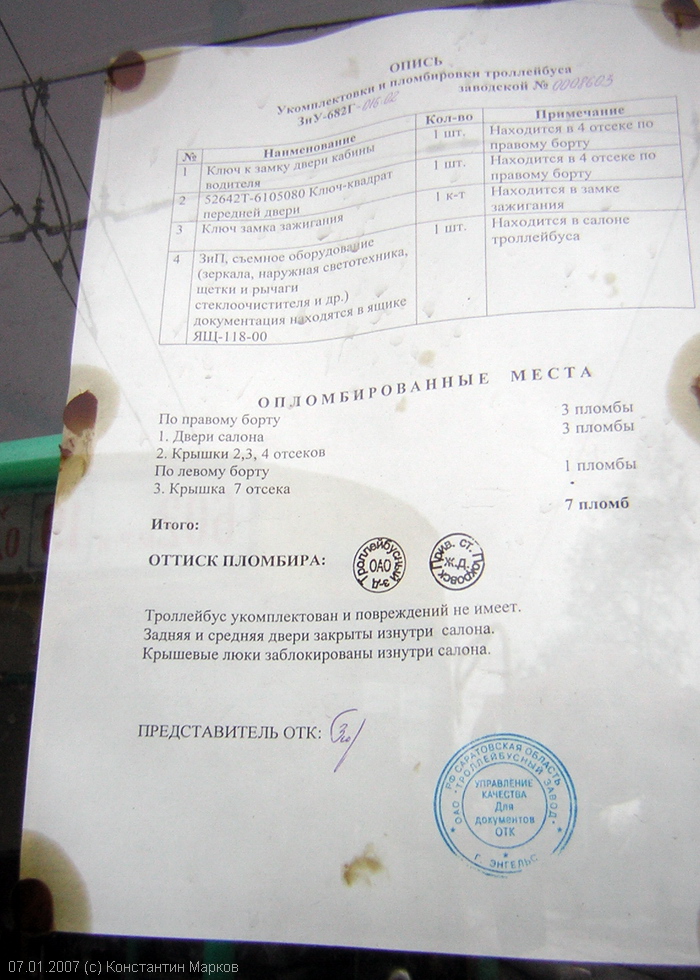 ОПИСЬ
Укомплектовки и пломбировки троллейбуса
ЗиУ-682Г-016.02 заводской № 0008603
№ Наименование Кол-во Примечание
1 Ключ к замку двери кабины водителя 1 шт. Находится в 4 отсеке по правому борту
2 52642Т-6105080 Ключ-квадрат передней двери 1 шт. Находится в 4 отсеке по правому борту
3 Ключ замка зажигания 1 к-т Находится в замке зажигания
4 ЗиП, съемное оборудование (зеркала, наружная светотехника, щетки и рычаги стеклоочистителя и др.) документация находятся в ящике ЯЩ-118-00 1 шт. Находится в салоне троллейбуса
ОПЛОМБИРОВАННЫЕ МЕСТА
По правому борту
1. Двери салона 3 пломбы
2. Крышки 2,3, 4 отсеков 3 пломбы
По левому борту
3. Крышка 7 отсека 1 пломбы
Итого: 7 пломб
ОТТИСК ПЛОМБИРА:
Троллейбусный з-д ОАО
Прив. ст. Покровск Ж.Д.
Троллейбус укомплектован и повреждений не имеет.
Задняя и средняя двери закрыты изнутри салона.
Крышевые люки заблокированы изнутри салона.
ПРЕДСТАВИТЕЛЬ ОТК:
РФ САРАТОВСКАЯ ОБЛАСТЬ
ОАО "ТРОЛЛЕЙБУСНЫЙ ЗАВОД"
УПРАВЛЕНИЕ
КАЧЕСТВА
Для
документов
ОТК
Г. ЭНГЕЛЬС
07.01.2007 (c) Константин Марков